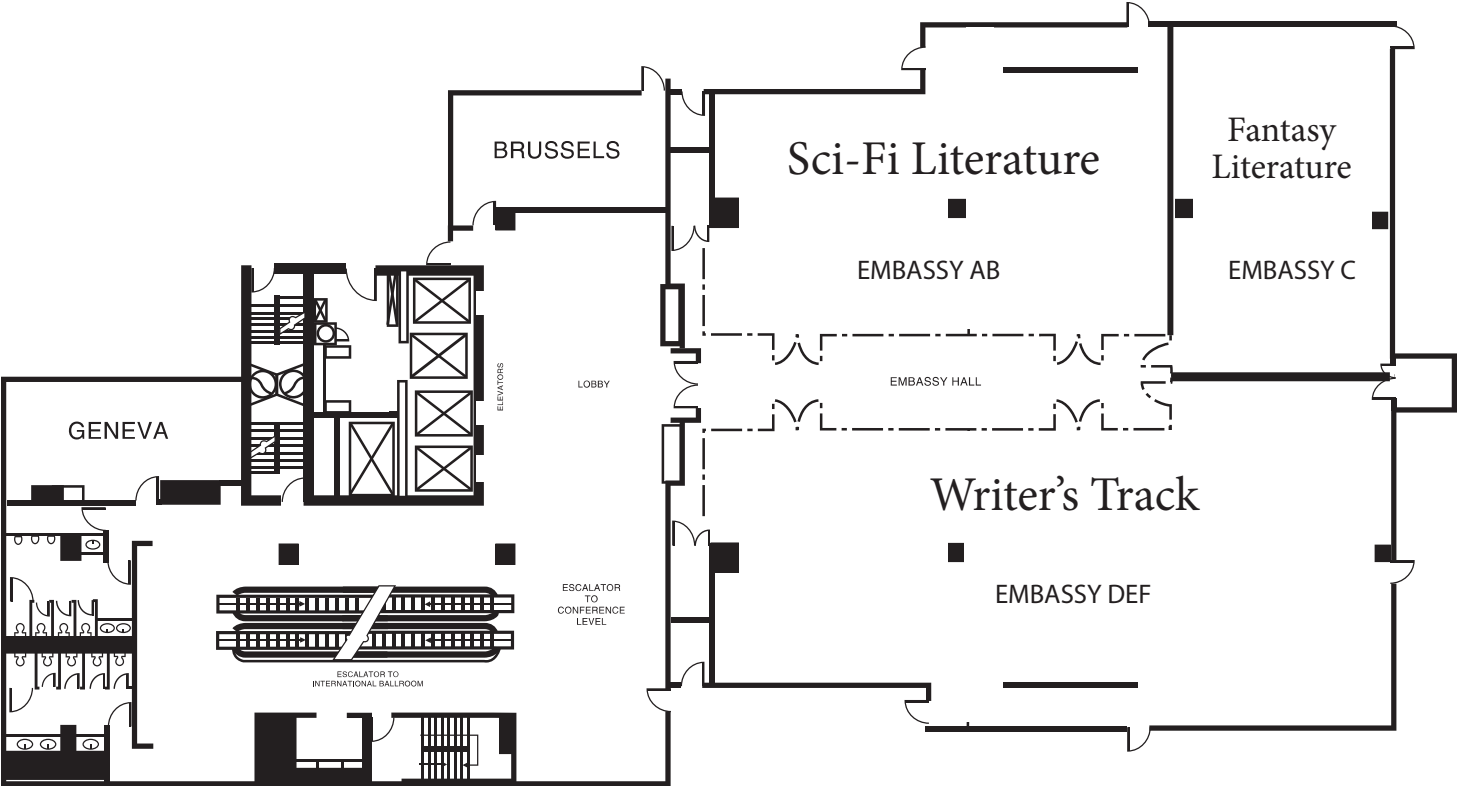 BRUSSELS
Sci-Fi Literature
Fantasy
Literature
EMBASSY AB
EMBASSY C
ELEVATORS
LOBBY
EMBASSY HALL
GENEVA
Writer’s Track
ESCALATOR
TO
CONFERENCE
LEVEL
EMBASSY DEF
ESCALATOR TO
INTERNATIONAL BALLROOM